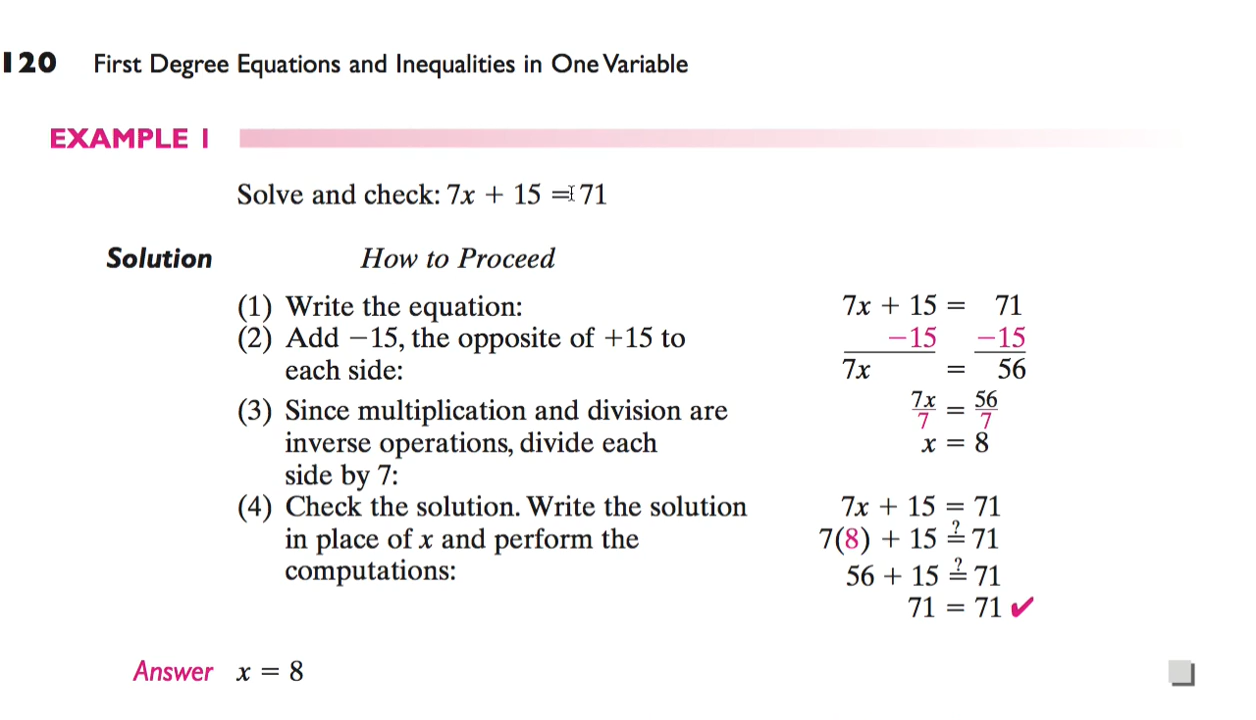 120 First Degree Equations and Inequalities in One Variable
EXAMPLE 1
Solve and check: 7x + 15 = 71
Solution How to Proceed
(1) Write the equation: 7x + 15 = 71
(2) Add −15, the opposite of +15 to −15 −15
each side: 7x = 56
(3) Since multiplication and division are 7x/7 = 56/7
inverse operations, divide each x = 8
side by 7:
(4) Check the solution. Write the solution 7x + 15 = 71
in place of x and perform the 7(8) + 15 ≟ 71
computations: 56 + 15 ≟ 71
71 = 71 ✔
Answer x = 8